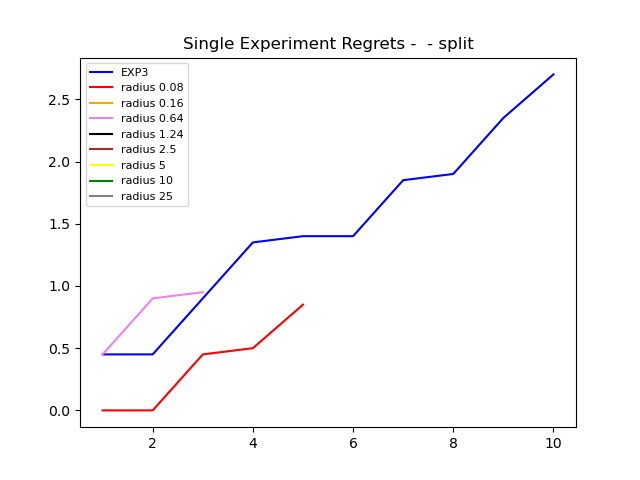 Single Experiment Regrets -  - split
EXP3
radius 0.08
radius 0.16
radius 0.64
radius 1.24
radius 2.5
radius 5
radius 10
radius 25
2.5
2.0
1.5
1.0
0.5
0.0
2 4 6 8 10